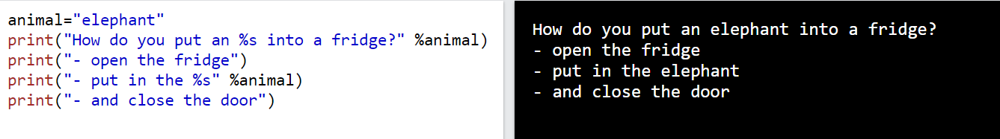 animal="elephant"
print("How do you put an %s into a fridge?" %animal)
print("- open the fridge")
print("- put in the %s" %animal)
print("- and close the door")
How do you put an elephant into a fridge?
- open the fridge
- put in the elephant
- and close the door